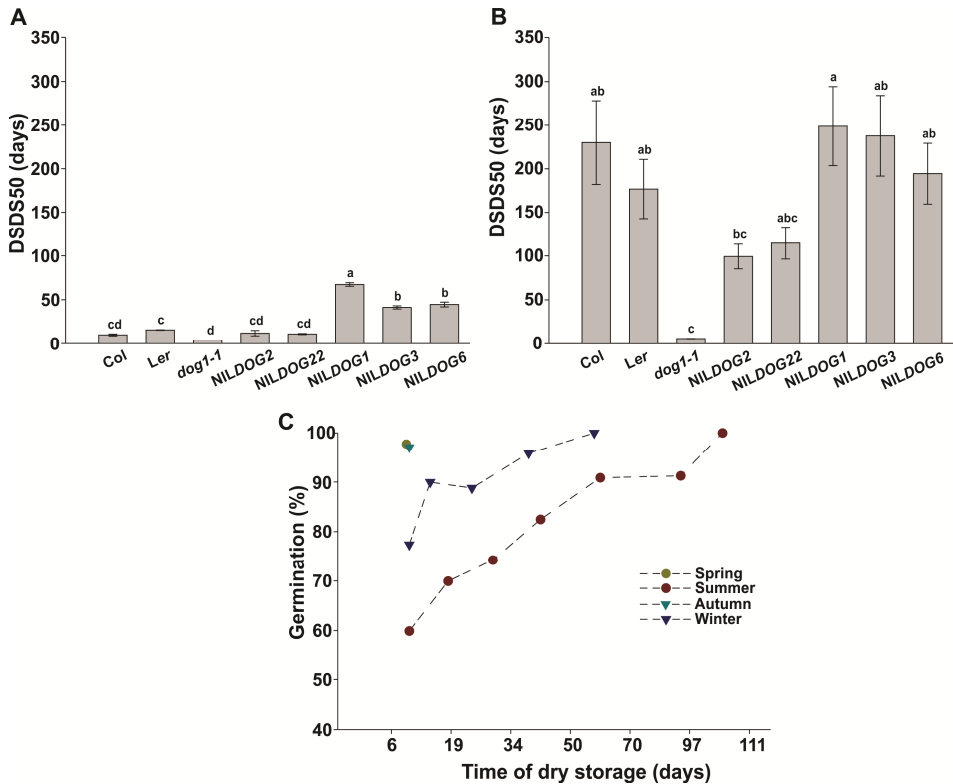 A
DSDS50 (days)
350
300
250
200
150
100
50
0
cd
c
d
cd
cd
a
b
b
Col
Ler
dog1-1
NILDOG2
NILDOG22
NILDOG1
NILDOG3
NILDOG6
B
DSDS50 (days)
350
300
250
200
150
100
50
0
ab
ab
c
bc
abc
a
ab
ab
Col
Ler
dog1-1
NILDOG2
NILDOG22
NILDOG1
NILDOG3
NILDOG6
C
Germination (%)
100
90
80
70
60
50
40
Spring
Summer
Autumn
Winter
6 19 34 50 70 97 111
Time of dry storage (days)